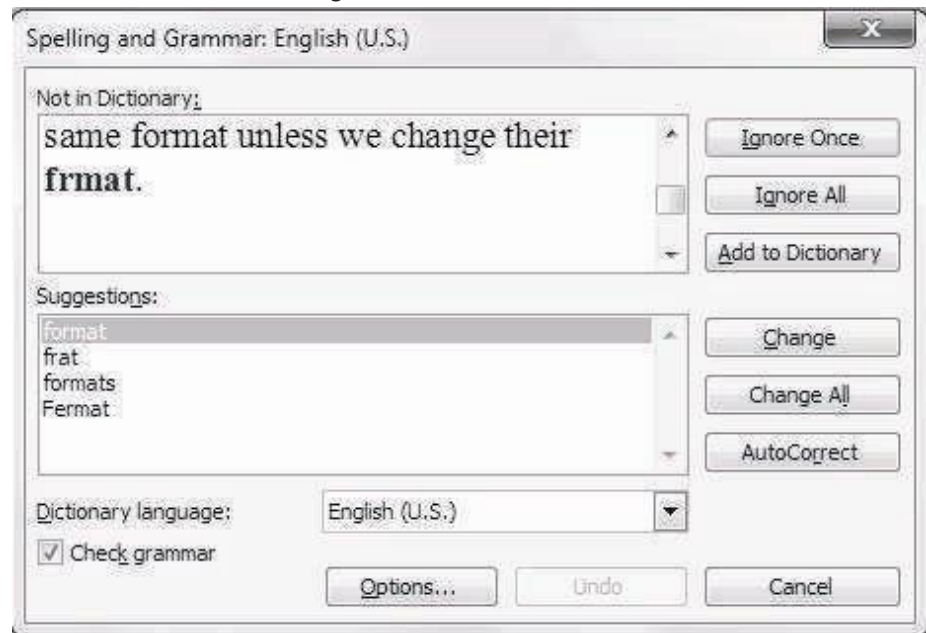 Spelling and Grammar: English (U.S.)
Not in Dictionary:
same format unless we change their
frmat.
Ignore Once
Ignore All
Add to Dictionary
Suggestions:
format
frat
formats
Fermat
Change
Change All
AutoCorrect
Dictionary language:
English (U.S.)
Check grammar
Options...
Undo
Cancel